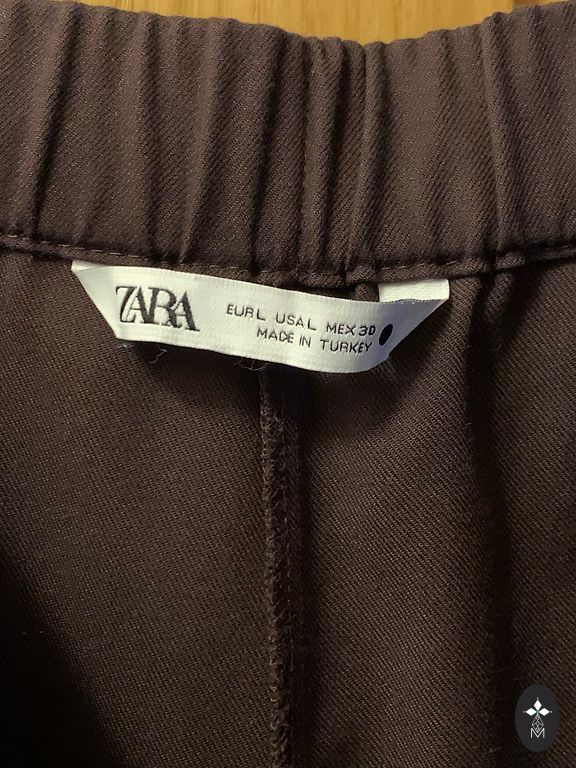 ZARA
EUR L USA L MEX 30
MADE IN TURKEY
M